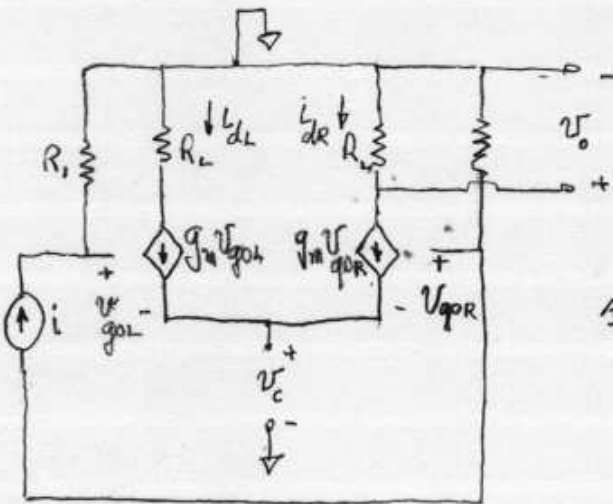 i_dL i_dR
R_1 R_L R_L v_o
- +
g_m v_gOL g_m v_gOR
+ v_gOL - + v_gOR -
i
+ v_c -